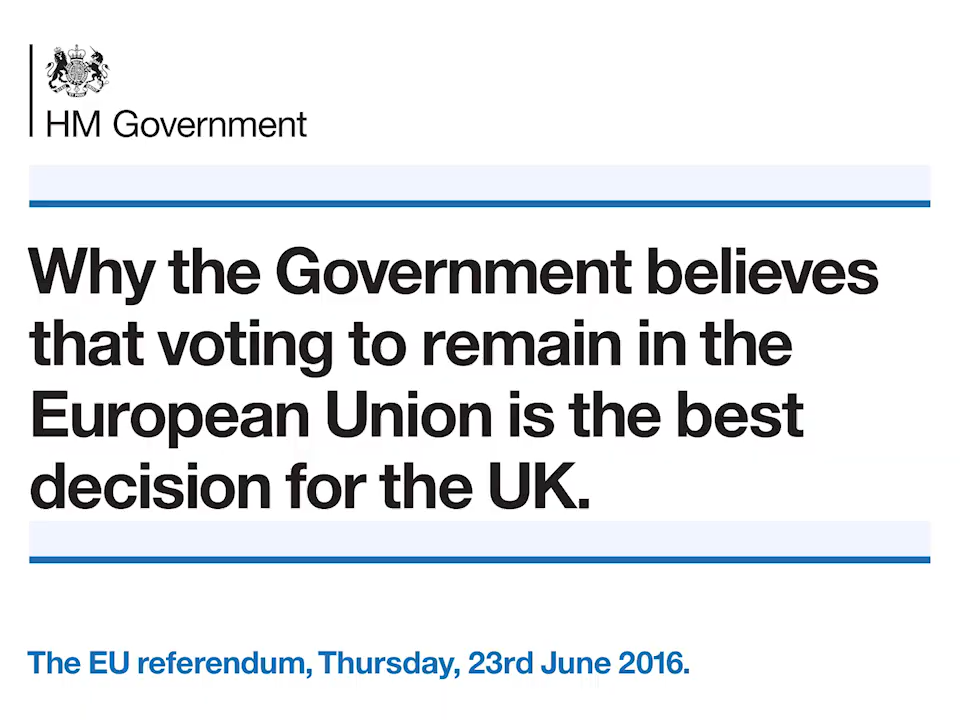 HM Government
Why the Government believes
that voting to remain in the
European Union is the best
decision for the UK.
The EU referendum, Thursday, 23rd June 2016.